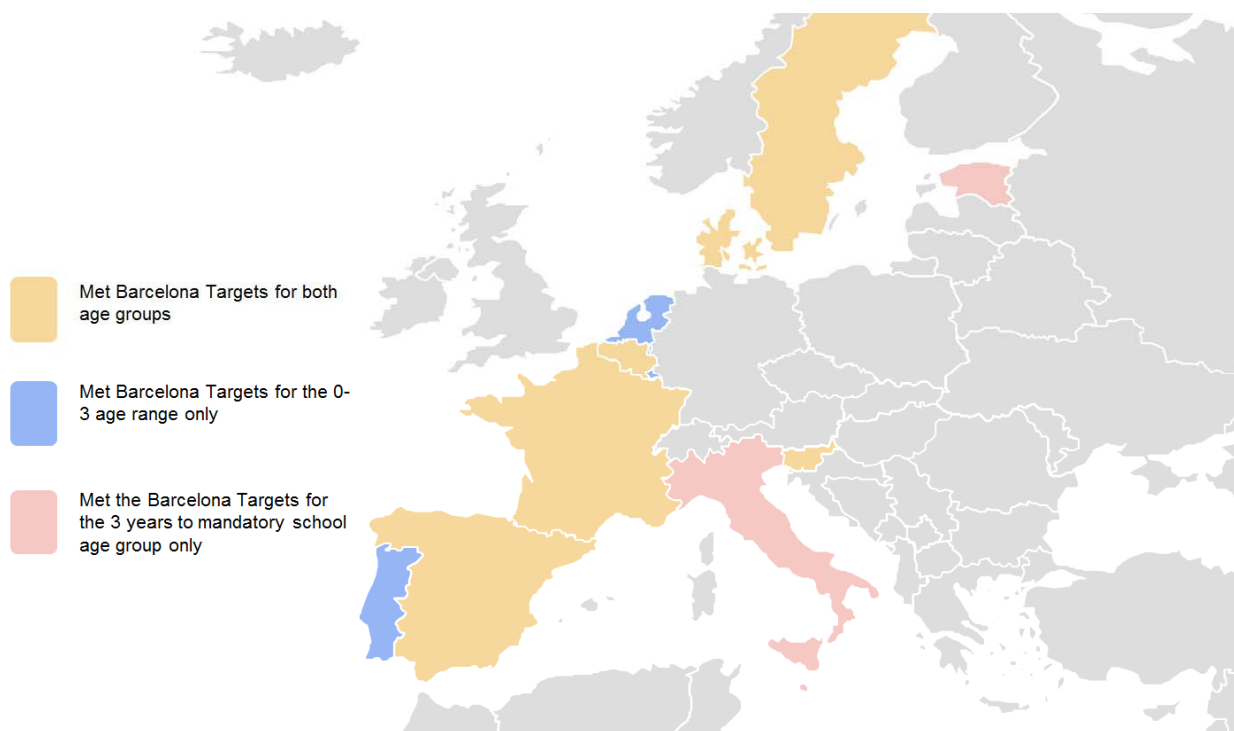 Met Barcelona Targets for both
age groups
Met Barcelona Targets for the 0-
3 age range only
Met the Barcelona Targets for
the 3 years to mandatory school
age group only